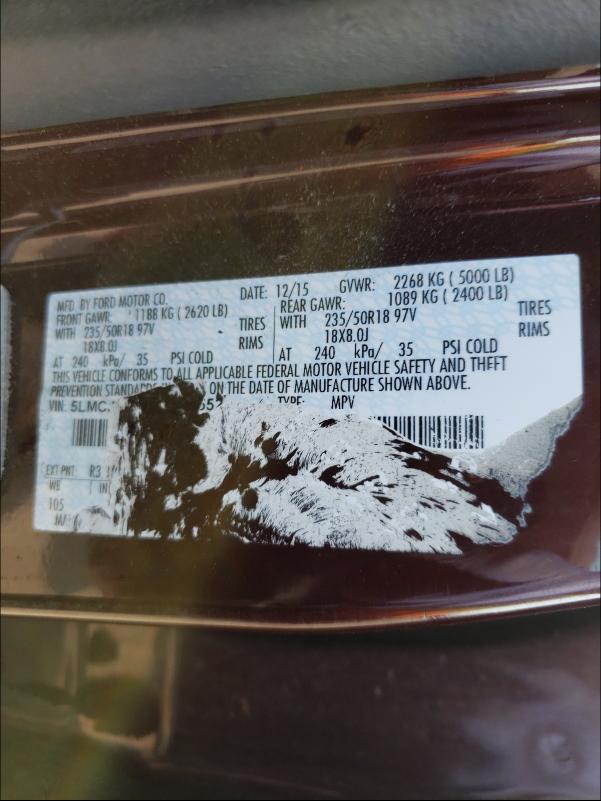 MFD. BY FORD MOTOR CO. DATE: 12/15 GVWR: 2268 KG ( 5000 LB)
FRONT GAWR: 1188 KG ( 2620 LB) REAR GAWR: 1089 KG ( 2400 LB)
WITH 235/50R18 97V TIRES WITH 235/50R18 97V TIRES
18X8.0J RIMS 18X8.0J RIMS
AT 240 kPa/ 35 PSI COLD AT 240 kPa/ 35 PSI COLD
THIS VEHICLE CONFORMS TO ALL APPLICABLE FEDERAL MOTOR VEHICLE SAFETY AND THEFT
PREVENTION ON THE DATE OF MANUFACTURE SHOWN ABOVE.
VIN: 5LMC TYPE: MPV
EXT PNT: R3
WB IN
105